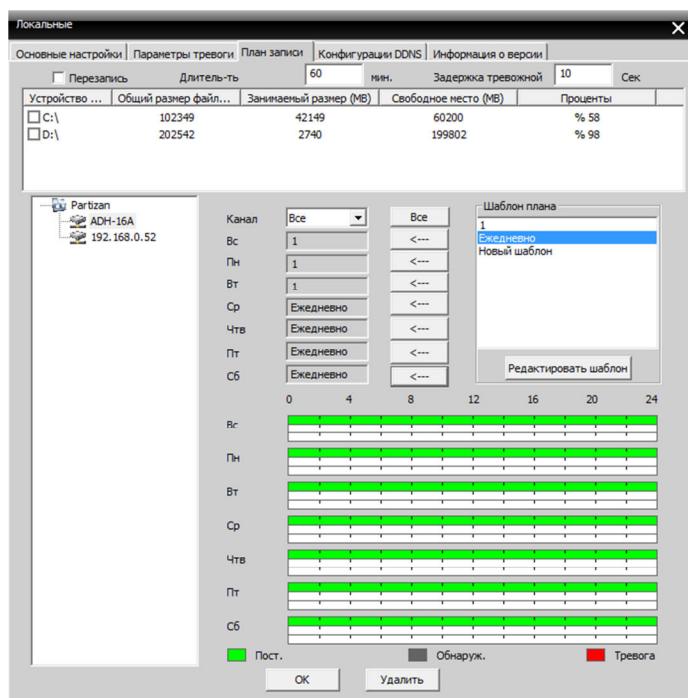 Локальные
Основные настройки Параметры тревоги План записи Конфигурации DDNS Информация о версии
Перезапись Длитель-ть 60 мин. Задержка тревожной 10 Сек
Устройство ... Общий размер файл... Занимаемый размер (МВ) Свободное место (МВ) Проценты
C:\ 102349 42149 60200 % 58
D:\ 202542 2740 199802 % 98
Partizan
ADH-16A
192.168.0.52
Канал Все Все
Вс 1 <---
Пн 1 <---
Вт 1 <---
Ср Ежедневно <---
Чтв Ежедневно <---
Пт Ежедневно <---
Сб Ежедневно <---
Шаблон плана
1
Ежедневно
Новый шаблон
Редактировать шаблон
0 4 8 12 16 20 24
Вс
Пн
Вт
Ср
Чтв
Пт
Сб
Пост. Обнаруж. Тревога
ОК Удалить